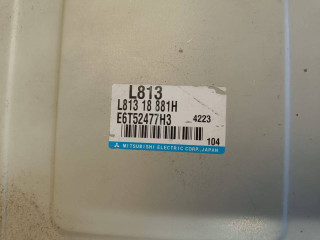 L813
L813 18 881H
E6T52477H3 4223
104
MITSUBISHI ELECTRIC CORP. JAPAN